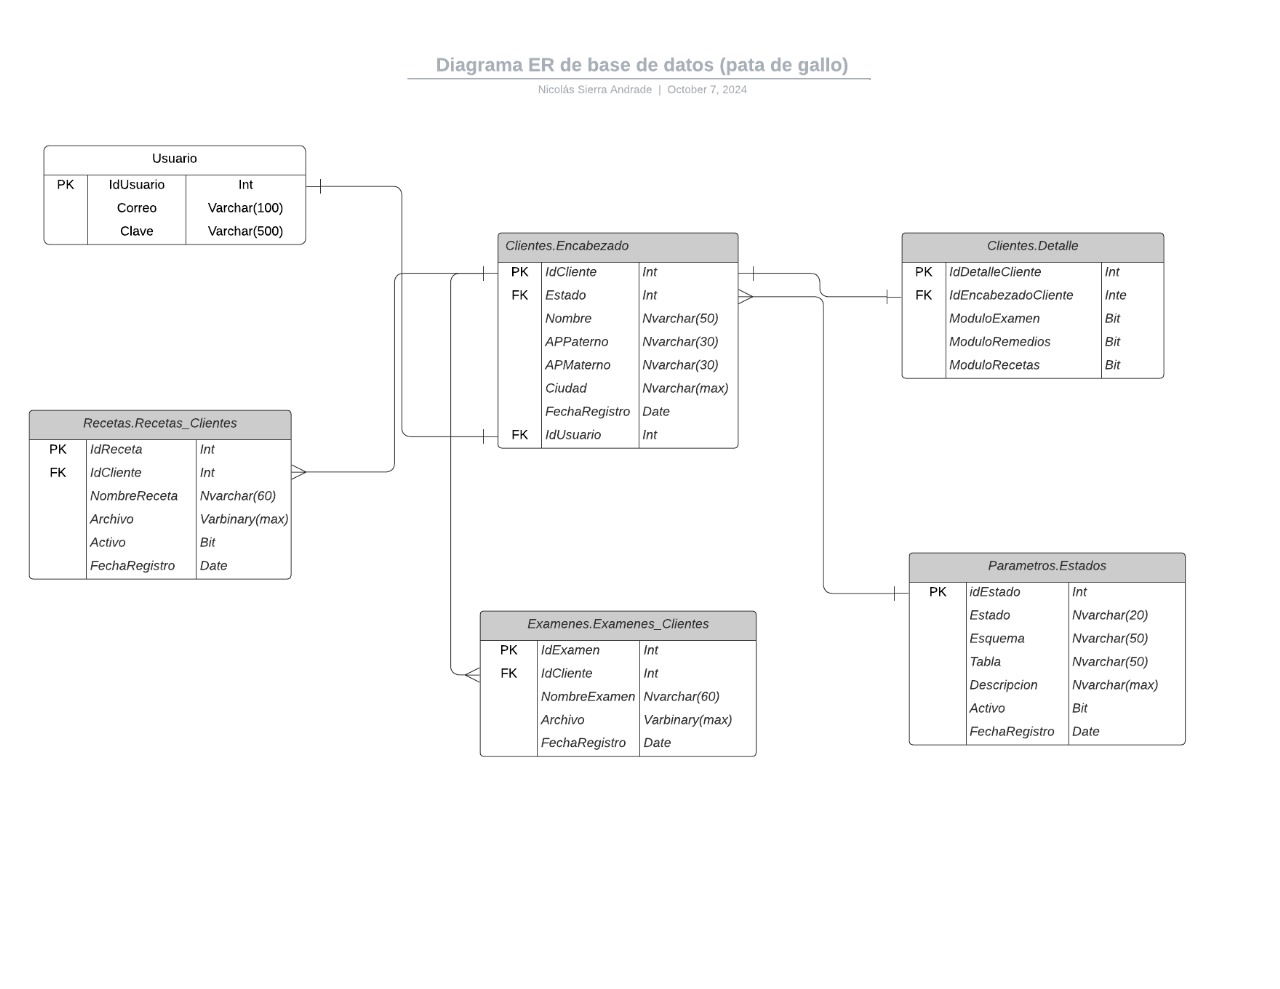 Diagrama ER de base de datos (pata de gallo)
Nicolás Sierra Andrade | October 7, 2024
Usuario
PK IdUsuario Int
Correo Varchar(100)
Clave Varchar(500)
Clientes.Encabezado
PK IdCliente Int
FK Estado Int
Nombre Nvarchar(50)
APPaterno Nvarchar(30)
APMaterno Nvarchar(30)
Ciudad Nvarchar(max)
FechaRegistro Date
FK IdUsuario Int
Clientes.Detalle
PK IdDetalleCliente Int
FK IdEncabezadoCliente Inte
ModuloExamen Bit
ModuloRemedios Bit
ModuloRecetas Bit
Recetas.Recetas_Clientes
PK IdReceta Int
FK IdCliente Int
NombreReceta Nvarchar(60)
Archivo Varbinary(max)
Activo Bit
FechaRegistro Date
Examenes.Examenes_Clientes
PK IdExamen Int
FK IdCliente Int
NombreExamen Nvarchar(60)
Archivo Varbinary(max)
FechaRegistro Date
Parametros.Estados
PK idEstado Int
Estado Nvarchar(20)
Esquema Nvarchar(50)
Tabla Nvarchar(50)
Descripcion Nvarchar(max)
Activo Bit
FechaRegistro Date